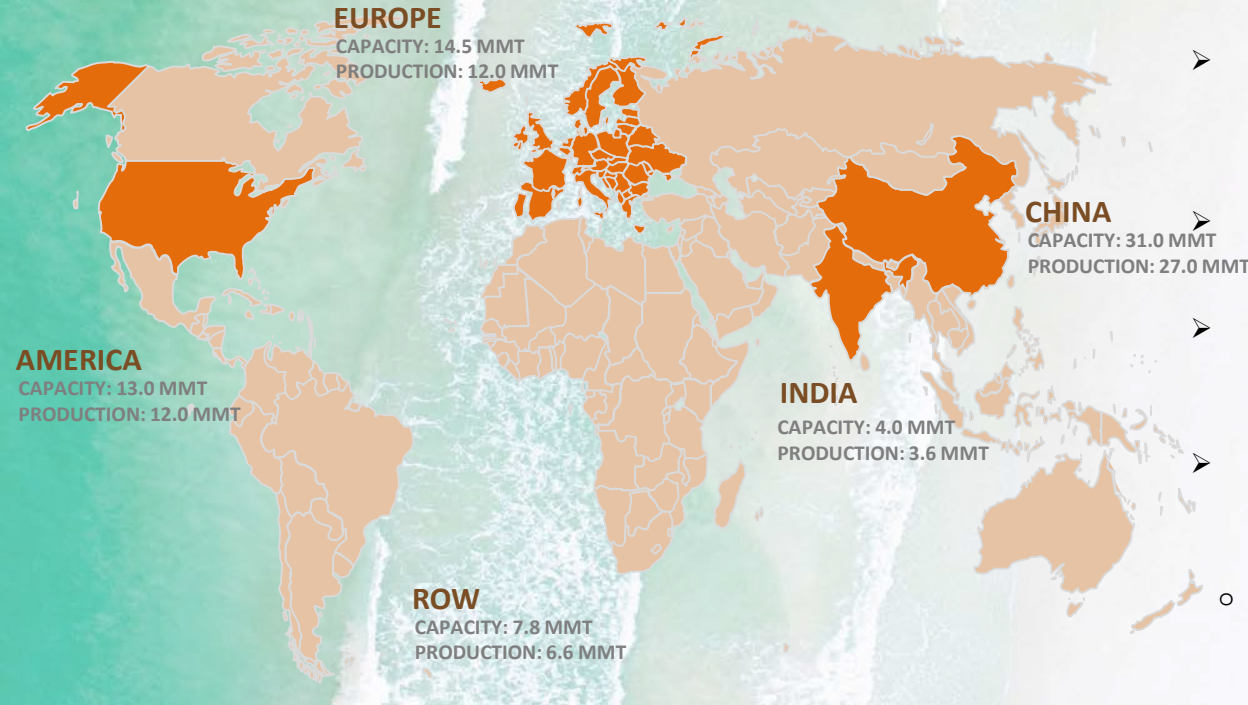 EUROPE
CAPACITY: 14.5 MMT
PRODUCTION: 12.0 MMT
CHINA
CAPACITY: 31.0 MMT
PRODUCTION: 27.0 MMT
AMERICA
CAPACITY: 13.0 MMT
PRODUCTION: 12.0 MMT
INDIA
CAPACITY: 4.0 MMT
PRODUCTION: 3.6 MMT
ROW
CAPACITY: 7.8 MMT
PRODUCTION: 6.6 MMT